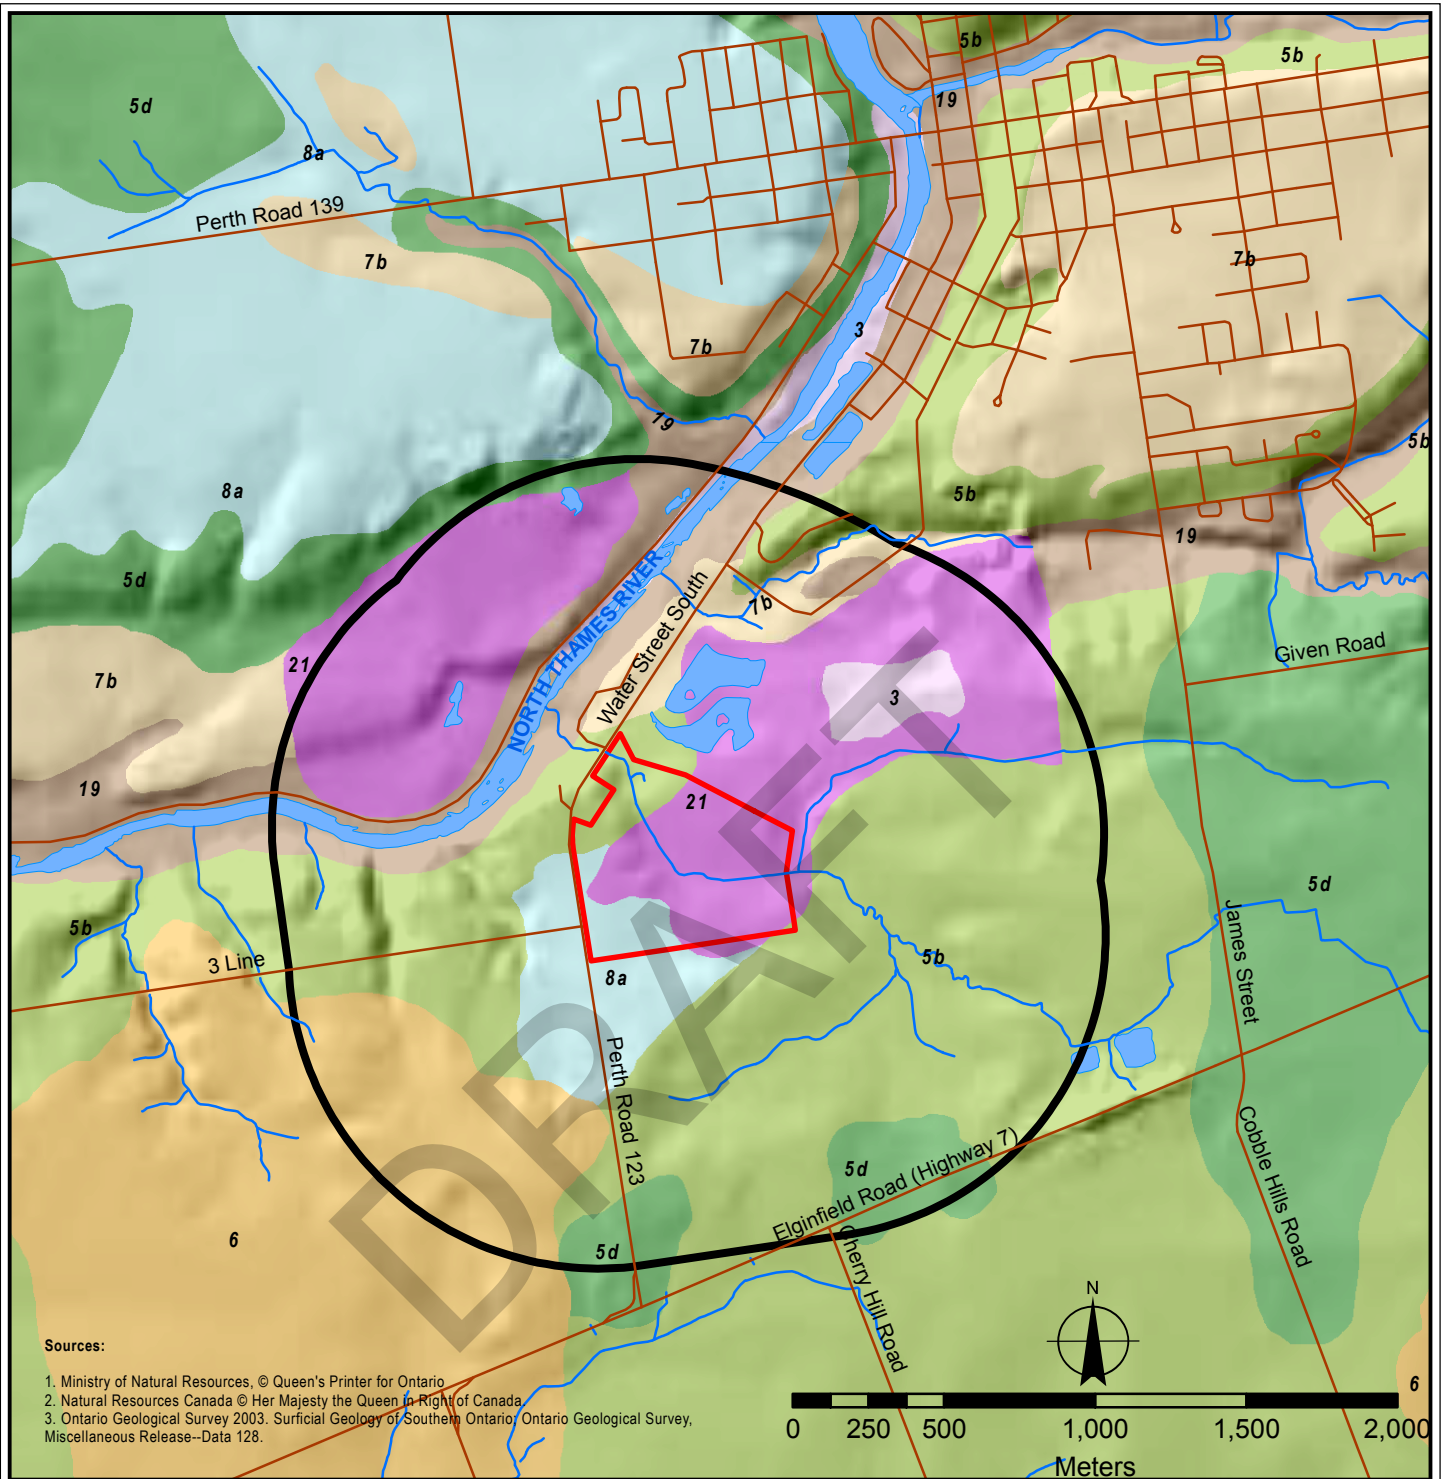 5b
5b
5d
19
8a
Perth Road 139
7b
7b
3
7b
19
5b
8a
5b
19
5d
7b
NORTH THAMES RIVER
Water Street South
Given Road
21
7b
3
19
21
5d
5b
James Street
3 Line
5b
8a
Perth Road 123
DRAFT
Cobble Hills Road
5d
Elginfield Road (Highway 7)
6
5d
Cherry Hill Road
N
Sources:
1. Ministry of Natural Resources, © Queen's Printer for Ontario
2. Natural Resources Canada © Her Majesty the Queen in Right of Canada.
3. Ontario Geological Survey 2003. Surficial Geology of Southern Ontario; Ontario Geological Survey,
Miscellaneous Release--Data 128.
6
0 250 500 1,000 1,500 2,000
Meters